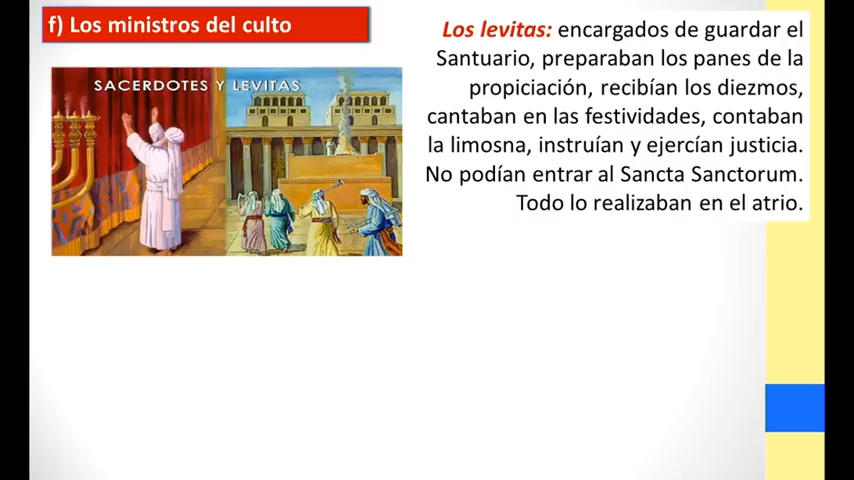 f) Los ministros del culto
SACERDOTES Y LEVITAS
Los levitas: encargados de guardar el
Santuario, preparaban los panes de la
propiciación, recibían los diezmos,
cantaban en las festividades, contaban
la limosna, instruían y ejercían justicia.
No podían entrar al Sancta Sanctorum.
Todo lo realizaban en el atrio.